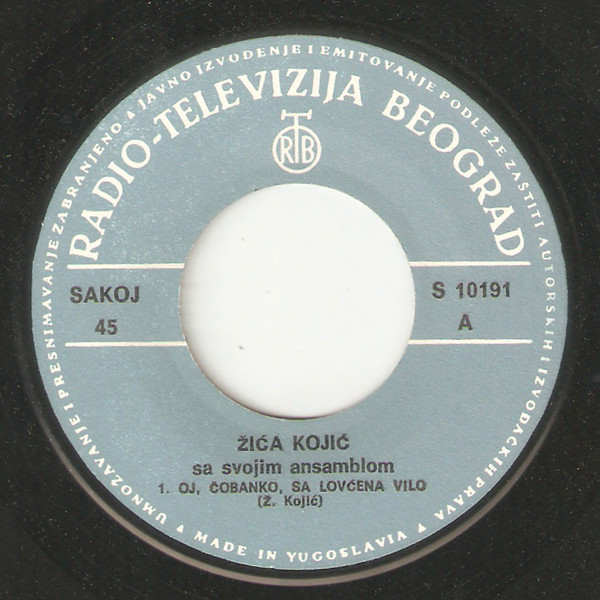 UMNOŽAVANJE I PRESNIMAVANJE ZABRANJENO ▲ JAVNO IZVOĐENJE I EMITOVANJE PODLEŽE ZAŠTITI AUTORSKIH I IZVOĐAČKIH PRAVA ▲
RADIO-TELEVIZIJA BEOGRAD
RTB
SAKOJ
45
S 10191
A
ŽIĆA KOJIĆ
sa svojim ansamblom
1. OJ, ČOBANKO, SA LOVĆENA VILO
(Ž. Kojić)
▲ MADE IN YUGOSLAVIA ▲